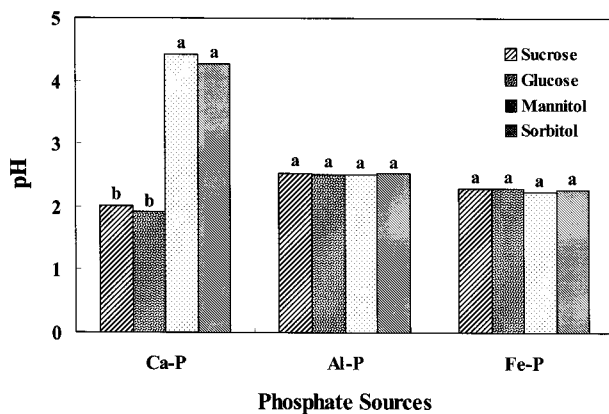 5
4
3
2
1
0
pH
b
b
a
a
a
a
a
a
a
a
a
a
Sucrose
Glucose
Mannitol
Sorbitol
Ca-P
Al-P
Fe-P
Phosphate Sources